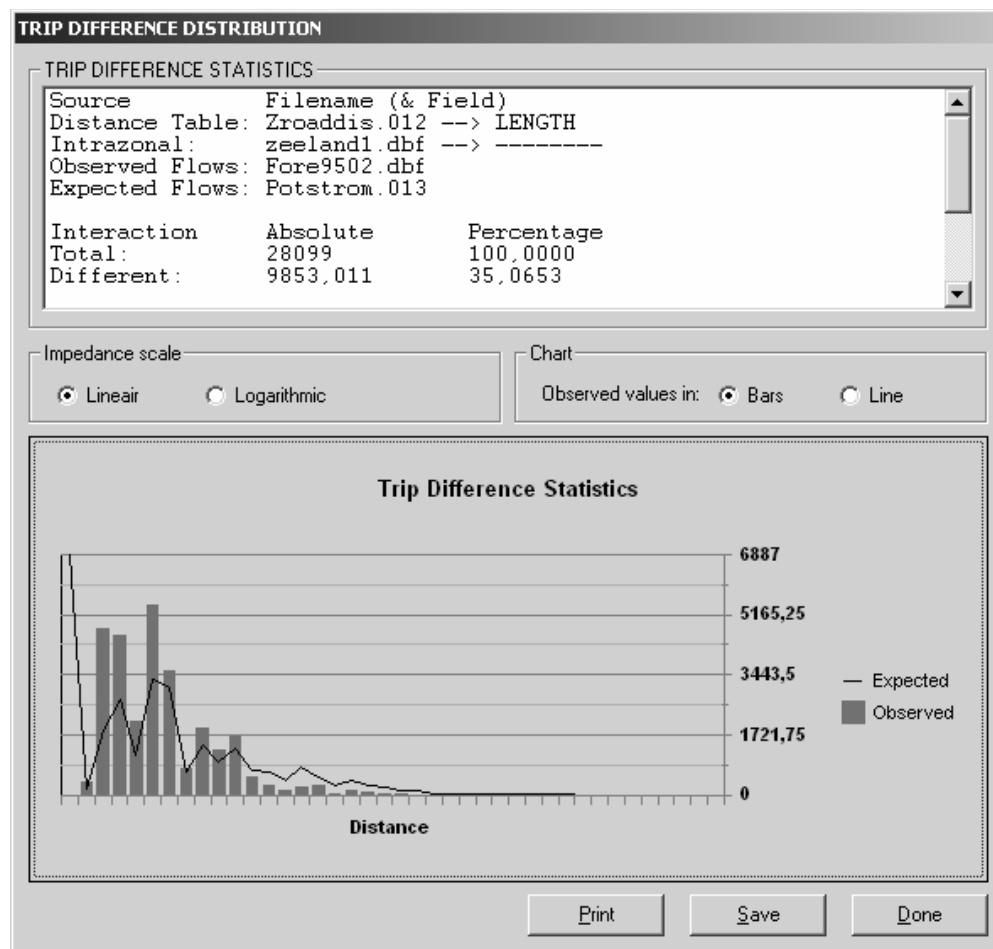 TRIP DIFFERENCE DISTRIBUTION
TRIP DIFFERENCE STATISTICS
Source Filename (& Field)
Distance Table: Zroaddis.012 --> LENGTH
Intrazonal: zeeland1.dbf --> --------
Observed Flows: Fore9502.dbf
Expected Flows: Potstrom.013
Interaction Absolute Percentage
Total: 28099 100,0000
Different: 9853,011 35,0653
Impedance scale
Lineair Logarithmic
Chart
Observed values in: Bars Line
Trip Difference Statistics
6887
5165,25
3443,5
1721,75
0
Expected
Observed
Distance
Print Save Done